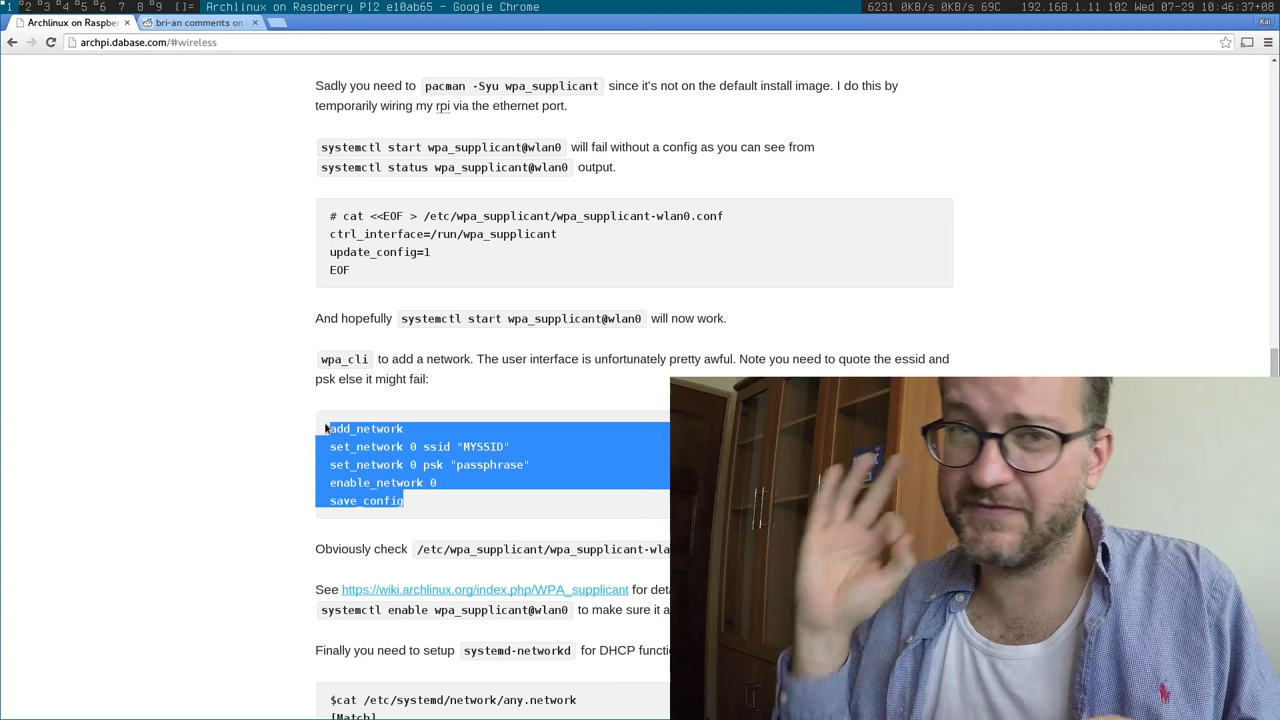 1 2 3 4 5 6 7 8 9 []= Archlinux on Raspberry PI2 e10ab65 - Google Chrome 6231 0KB/s 0KB/s 69C 192.168.1.11 102 Wed 07-29 10:46:37+08
Archlinux on Raspbe × bri-an comments on × Kai
archpi.dabase.com/#wireless
Sadly you need to pacman -Syu wpa_supplicant since it's not on the default install image. I do this by
temporarily wiring my rpi via the ethernet port.
systemctl start wpa_supplicant@wlan0 will fail without a config as you can see from
systemctl status wpa_supplicant@wlan0 output.
# cat <<EOF > /etc/wpa_supplicant/wpa_supplicant-wlan0.conf
ctrl_interface=/run/wpa_supplicant
update_config=1
EOF
And hopefully systemctl start wpa_supplicant@wlan0 will now work.
wpa_cli to add a network. The user interface is unfortunately pretty awful. Note you need to quote the essid and
psk else it might fail:
add_network
set_network 0 ssid "MYSSID"
set_network 0 psk "passphrase"
enable_network 0
save_config
Obviously check /etc/wpa_supplicant/wpa_supplicant-wla
See https://wiki.archlinux.org/index.php/WPA_supplicant for deta
systemctl enable wpa_supplicant@wlan0 to make sure it a
Finally you need to setup systemd-networkd for DHCP functi
$cat /etc/systemd/network/any.network
[Match]